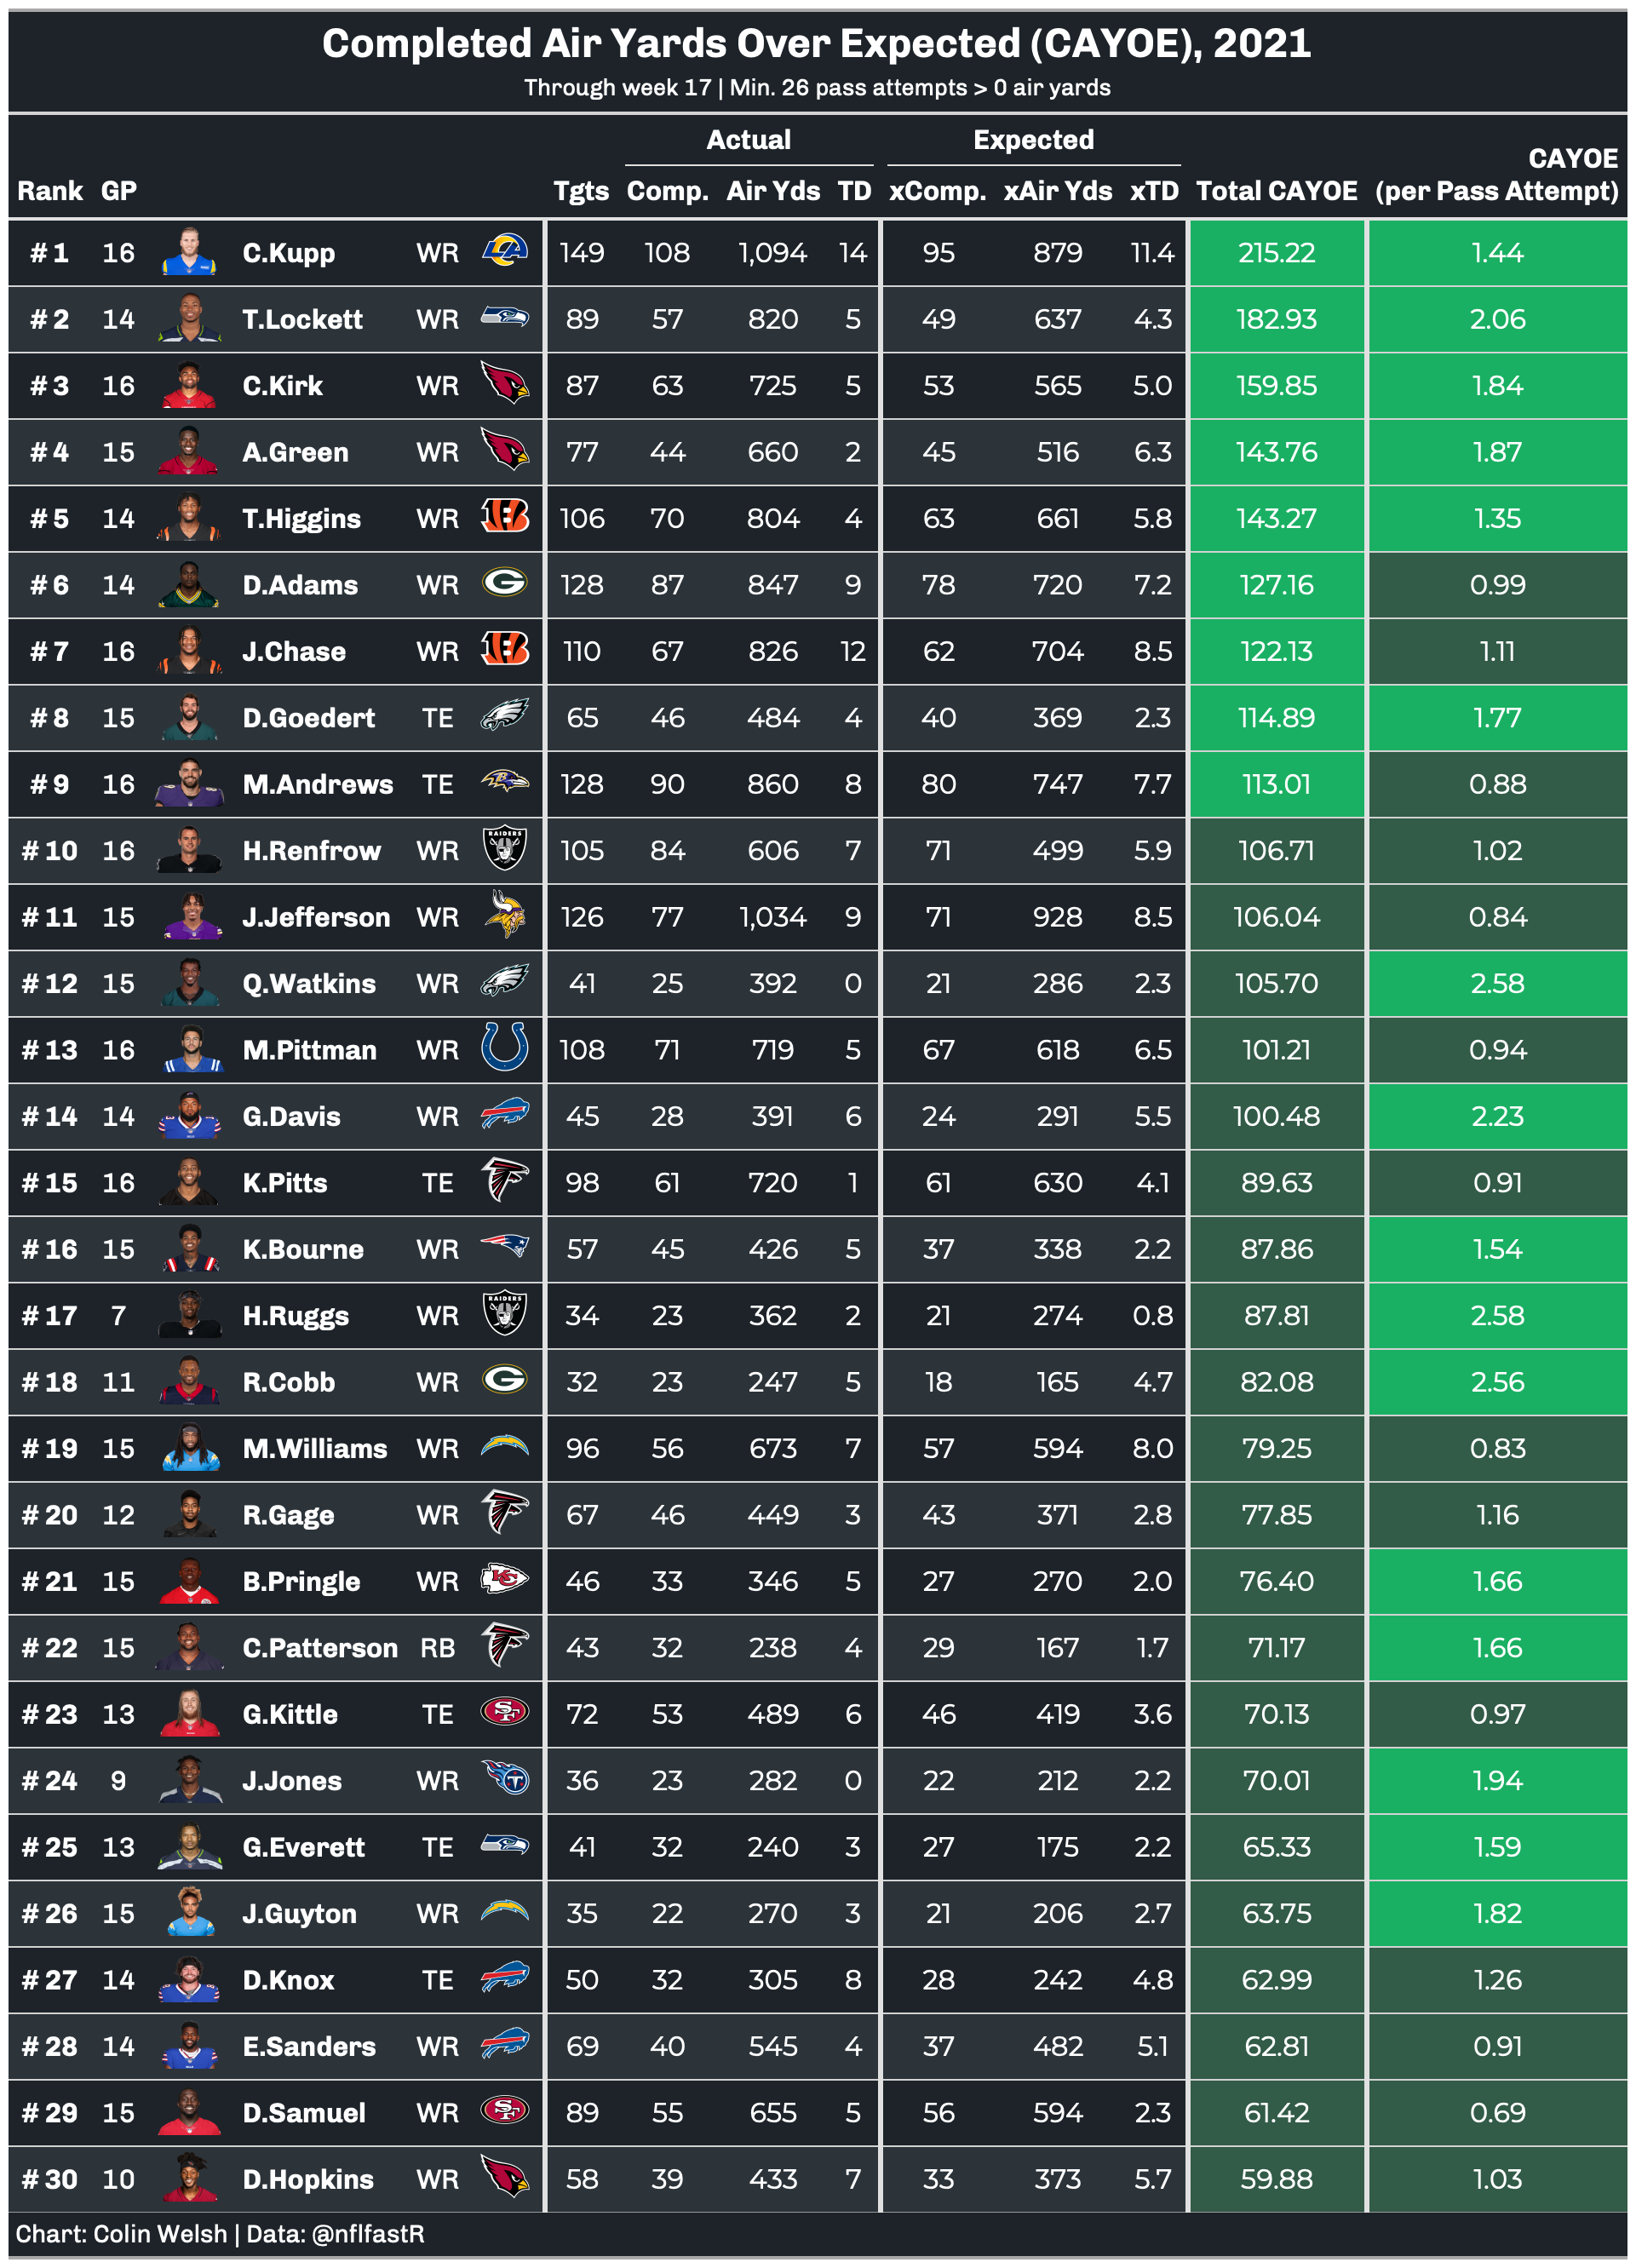 Completed Air Yards Over Expected (CAYOE), 2021
Through week 17 | Min. 26 pass attempts > 0 air yards
Actual Expected CAYOE
Rank GP Tgts Comp. Air Yds TD xComp. xAir Yds xTD Total CAYOE (per Pass Attempt)
# 1 16 C.Kupp WR 149 108 1,094 14 95 879 11.4 215.22 1.44
# 2 14 T.Lockett WR 89 57 820 5 49 637 4.3 182.93 2.06
# 3 16 C.Kirk WR 87 63 725 5 53 565 5.0 159.85 1.84
# 4 15 A.Green WR 77 44 660 2 45 516 6.3 143.76 1.87
# 5 14 T.Higgins WR 106 70 804 4 63 661 5.8 143.27 1.35
# 6 14 D.Adams WR 128 87 847 9 78 720 7.2 127.16 0.99
# 7 16 J.Chase WR 110 67 826 12 62 704 8.5 122.13 1.11
# 8 15 D.Goedert TE 65 46 484 4 40 369 2.3 114.89 1.77
# 9 16 M.Andrews TE 128 90 860 8 80 747 7.7 113.01 0.88
# 10 16 H.Renfrow WR RAIDERS 105 84 606 7 71 499 5.9 106.71 1.02
# 11 15 J.Jefferson WR 126 77 1,034 9 71 928 8.5 106.04 0.84
# 12 15 Q.Watkins WR 41 25 392 0 21 286 2.3 105.70 2.58
# 13 16 M.Pittman WR 108 71 719 5 67 618 6.5 101.21 0.94
# 14 14 G.Davis WR 45 28 391 6 24 291 5.5 100.48 2.23
# 15 16 K.Pitts TE 98 61 720 1 61 630 4.1 89.63 0.91
# 16 15 K.Bourne WR 57 45 426 5 37 338 2.2 87.86 1.54
# 17 7 H.Ruggs WR RAIDERS 34 23 362 2 21 274 0.8 87.81 2.58
# 18 11 R.Cobb WR 32 23 247 5 18 165 4.7 82.08 2.56
# 19 15 M.Williams WR 96 56 673 7 57 594 8.0 79.25 0.83
# 20 12 R.Gage WR 67 46 449 3 43 371 2.8 77.85 1.16
# 21 15 B.Pringle WR 46 33 346 5 27 270 2.0 76.40 1.66
# 22 15 C.Patterson RB 43 32 238 4 29 167 1.7 71.17 1.66
# 23 13 G.Kittle TE 72 53 489 6 46 419 3.6 70.13 0.97
# 24 9 J.Jones WR 36 23 282 0 22 212 2.2 70.01 1.94
# 25 13 G.Everett TE 41 32 240 3 27 175 2.2 65.33 1.59
# 26 15 J.Guyton WR 35 22 270 3 21 206 2.7 63.75 1.82
# 27 14 D.Knox TE 50 32 305 8 28 242 4.8 62.99 1.26
# 28 14 E.Sanders WR 69 40 545 4 37 482 5.1 62.81 0.91
# 29 15 D.Samuel WR 89 55 655 5 56 594 2.3 61.42 0.69
# 30 10 D.Hopkins WR 58 39 433 7 33 373 5.7 59.88 1.03
Chart: Colin Welsh | Data: @nflfastR